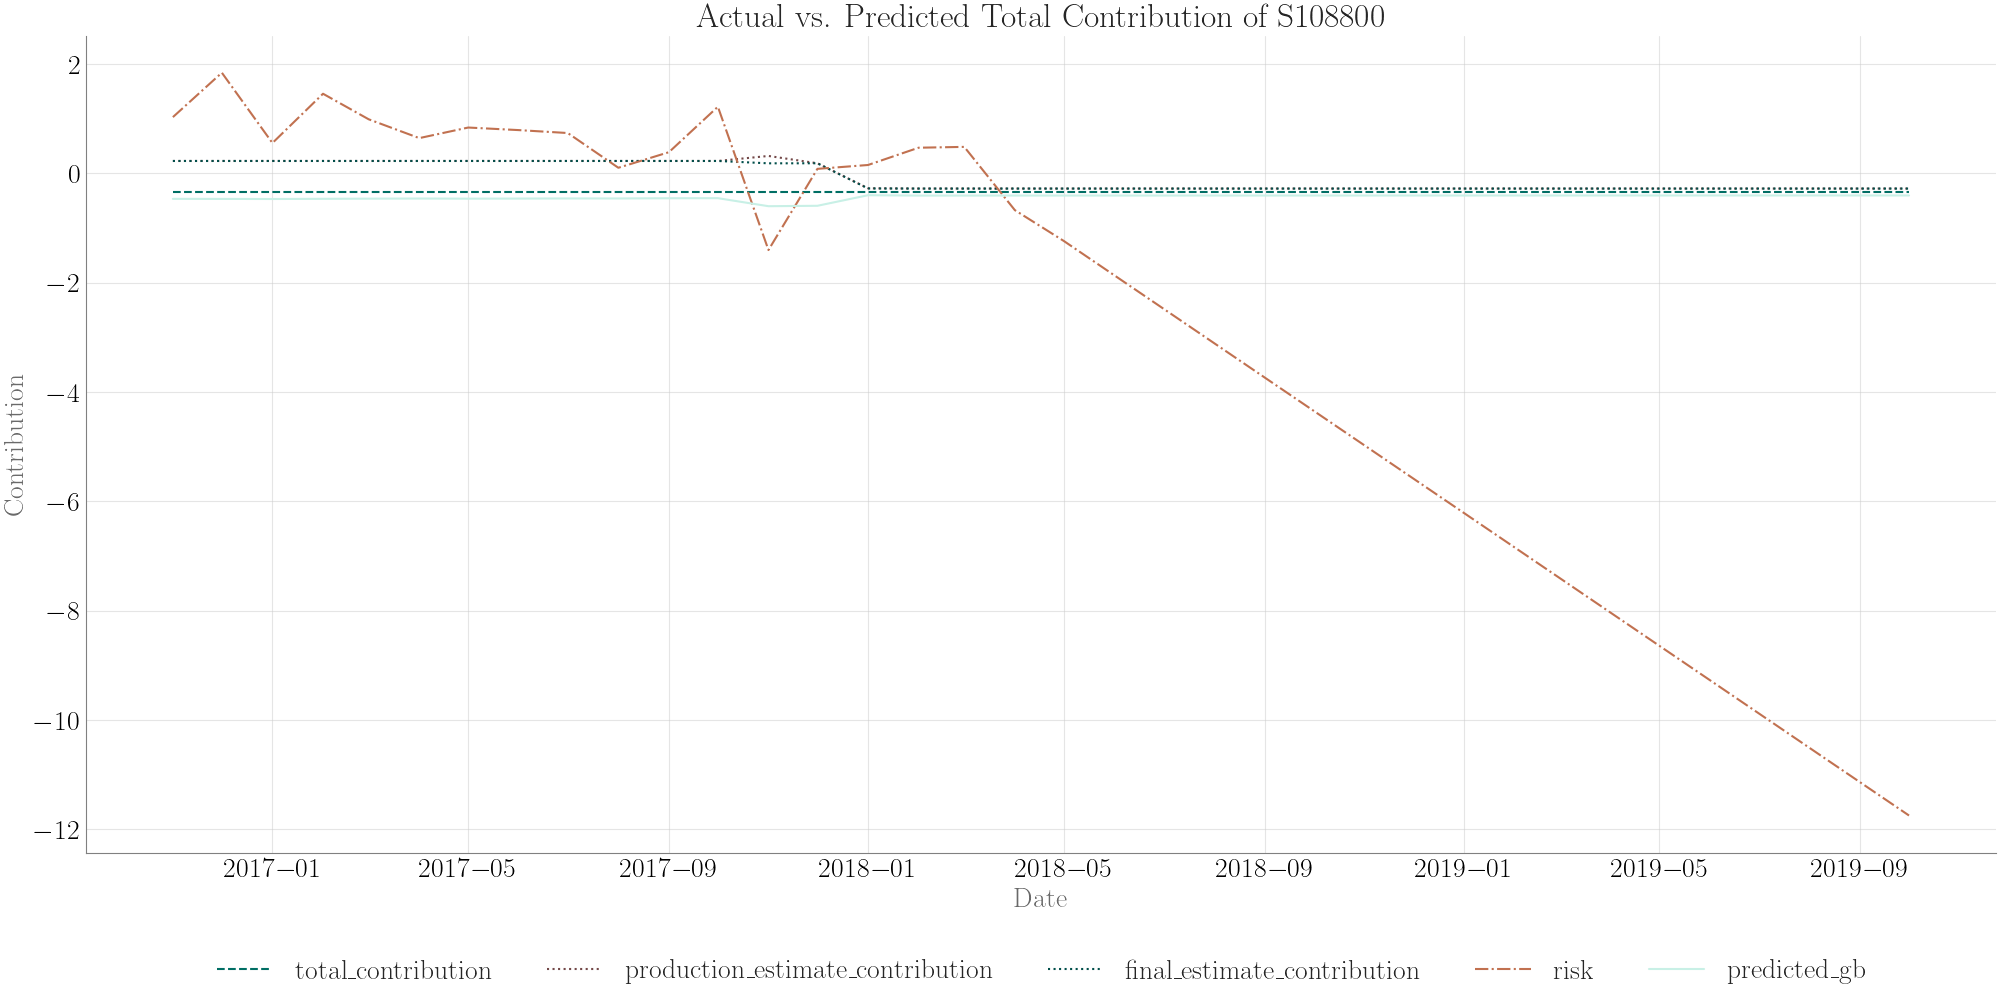 Actual vs. Predicted Total Contribution of S108800
2
0
−2
−4
−6
−8
−10
−12
Contribution
2017−01 2017−05 2017−09 2018−01 2018−05 2018−09 2019−01 2019−05 2019−09
Date
total_contribution production_estimate_contribution final_estimate_contribution risk predicted_gb